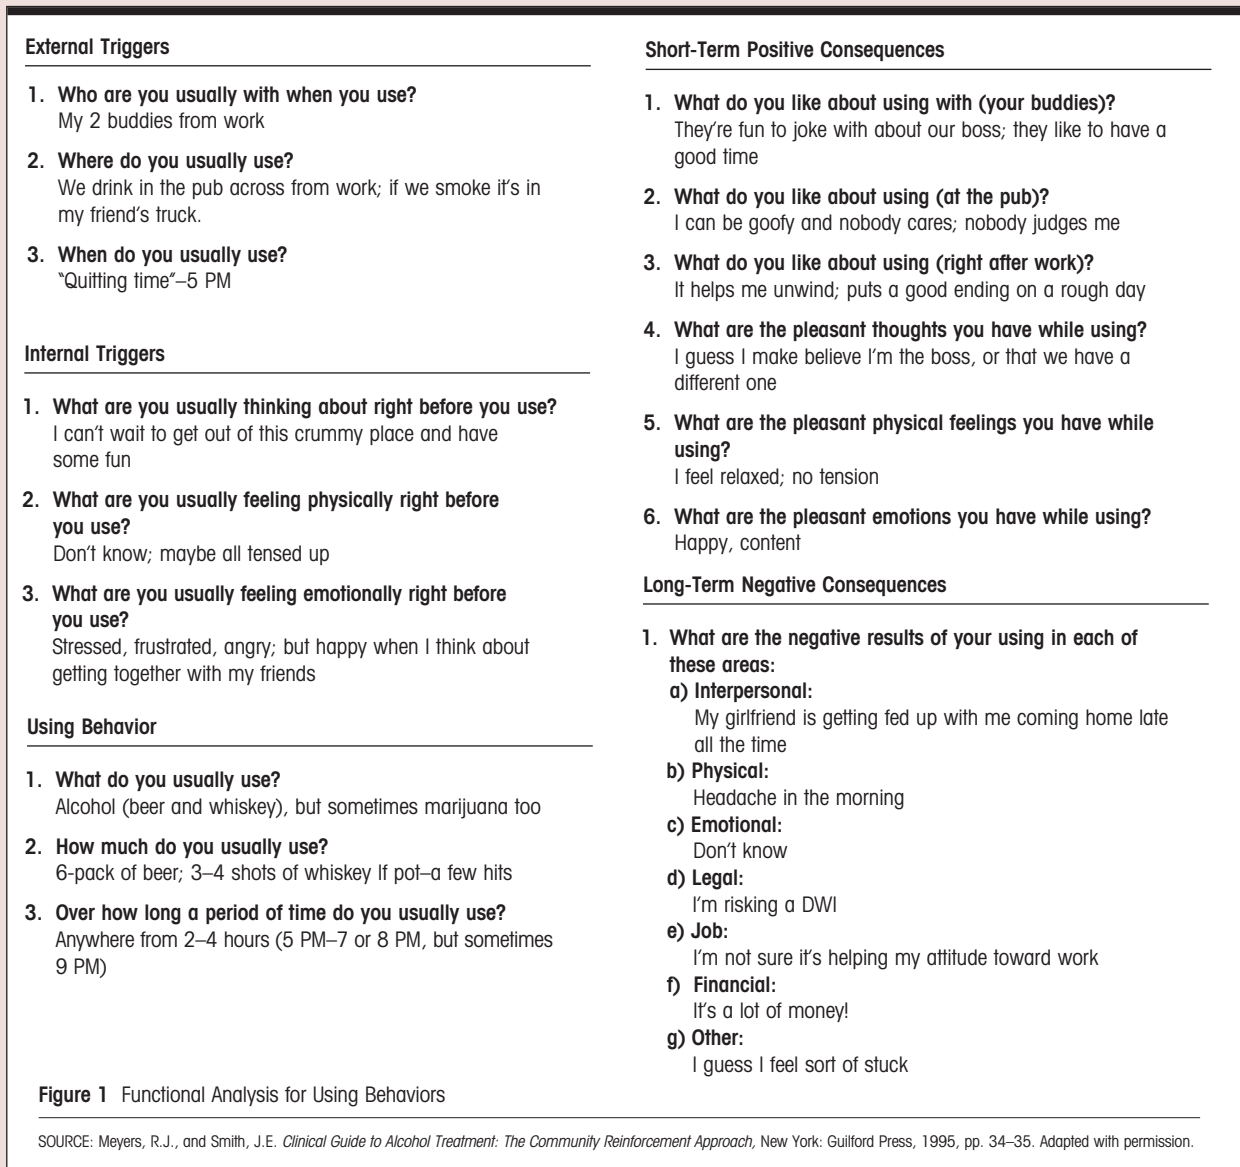 External Triggers
1. Who are you usually with when you use?
My 2 buddies from work
2. Where do you usually use?
We drink in the pub across from work; if we smoke it's in
my friend's truck.
3. When do you usually use?
"Quitting time"–5 PM
Internal Triggers
1. What are you usually thinking about right before you use?
I can't wait to get out of this crummy place and have
some fun
2. What are you usually feeling physically right before
you use?
Don't know; maybe all tensed up
3. What are you usually feeling emotionally right before
you use?
Stressed, frustrated, angry; but happy when I think about
getting together with my friends
Using Behavior
1. What do you usually use?
Alcohol (beer and whiskey), but sometimes marijuana too
2. How much do you usually use?
6-pack of beer; 3–4 shots of whiskey If pot–a few hits
3. Over how long a period of time do you usually use?
Anywhere from 2–4 hours (5 PM–7 or 8 PM, but sometimes
9 PM)
Short-Term Positive Consequences
1. What do you like about using with (your buddies)?
They're fun to joke with about our boss; they like to have a
good time
2. What do you like about using (at the pub)?
I can be goofy and nobody cares; nobody judges me
3. What do you like about using (right after work)?
It helps me unwind; puts a good ending on a rough day
4. What are the pleasant thoughts you have while using?
I guess I make believe I'm the boss, or that we have a
different one
5. What are the pleasant physical feelings you have while
using?
I feel relaxed; no tension
6. What are the pleasant emotions you have while using?
Happy, content
Long-Term Negative Consequences
1. What are the negative results of your using in each of
these areas:
a) Interpersonal:
My girlfriend is getting fed up with me coming home late
all the time
b) Physical:
Headache in the morning
c) Emotional:
Don't know
d) Legal:
I'm risking a DWI
e) Job:
I'm not sure it's helping my attitude toward work
f) Financial:
It's a lot of money!
g) Other:
I guess I feel sort of stuck
Figure 1 Functional Analysis for Using Behaviors
SOURCE: Meyers, R.J., and Smith, J.E. Clinical Guide to Alcohol Treatment: The Community Reinforcement Approach, New York: Guilford Press, 1995, pp. 34–35. Adapted with permission.